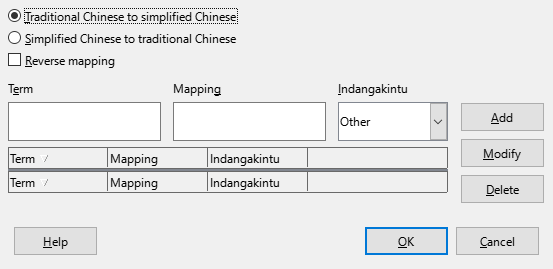 Traditional Chinese to simplified Chinese
Simplified Chinese to traditional Chinese
Reverse mapping
Term Mapping Indangakintu
Other
Add
Term / Mapping Indangakintu
Modify
Term / Mapping Indangakintu
Delete
Help OK Cancel